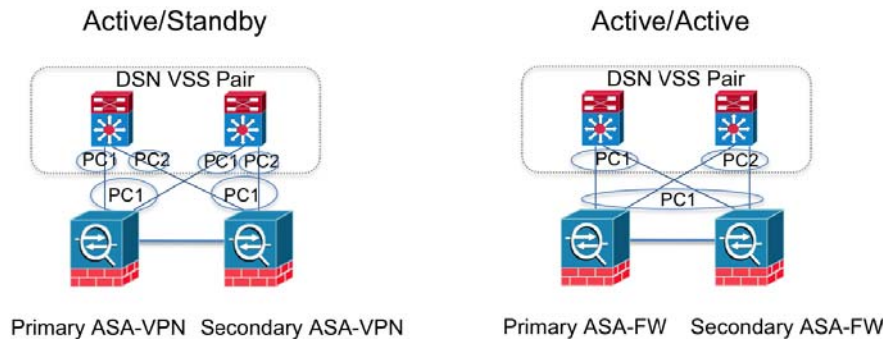 Active/Standby
Active/Active
DSN VSS Pair
DSN VSS Pair
PC1 PC2 PC1 PC2
PC1 PC2
PC1 PC1
PC1
Primary ASA-VPN Secondary ASA-VPN
Primary ASA-FW Secondary ASA-FW